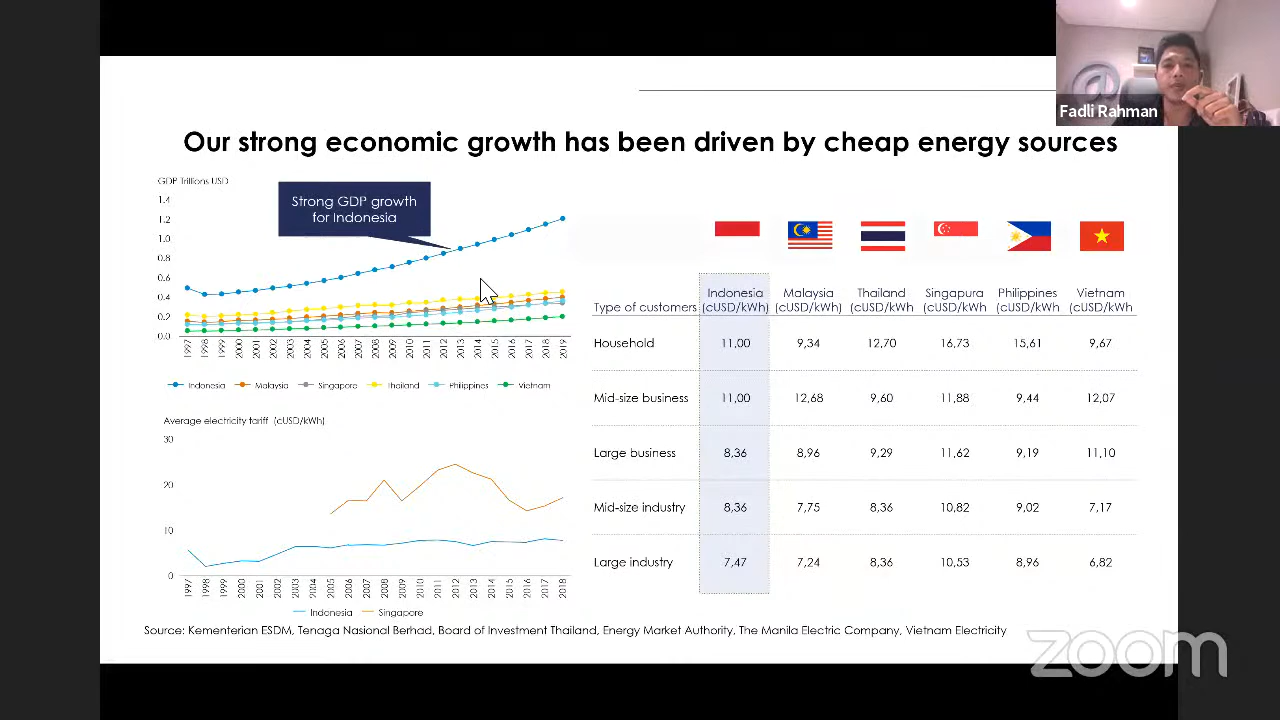 Fadli Rahman
Our strong economic growth has been driven by cheap energy sources
GDP Trillions USD
Strong GDP growth
for Indonesia
1.4
1.2
1.0
0.8
0.6
0.4
0.2
0.0
1997 1998 1999 2000 2001 2002 2003 2004 2005 2006 2007 2008 2009 2010 2011 2012 2013 2014 2015 2016 2017 2018 2019
Indonesia Malaysia Singapore Thailand Philippines Vietnam
Average electricity tariff (cUSD/kWh)
30
20
10
0
1997 1998 1999 2000 2001 2002 2003 2004 2005 2006 2007 2008 2009 2010 2011 2012 2013 2014 2015 2016 2017 2018
Indonesia Singapore
Indonesia Malaysia Thailand Singapura Philippines Vietnam
Type of customers (cUSD/kWh) (cUSD/kWh) (cUSD/kWh) (cUSD/kWh) (cUSD/kWh) (cUSD/kWh)
Household 11,00 9,34 12,70 16,73 15,61 9,67
Mid-size business 11,00 12,68 9,60 11,88 9,44 12,07
Large business 8,36 8,96 9,29 11,62 9,19 11,10
Mid-size industry 8,36 7,75 8,36 10,82 9,02 7,17
Large industry 7,47 7,24 8,36 10,53 8,96 6,82
Source: Kementerian ESDM, Tenaga Nasional Berhad, Board of Investment Thailand, Energy Market Authority, The Manila Electric Company, Vietnam Electricity
zoom